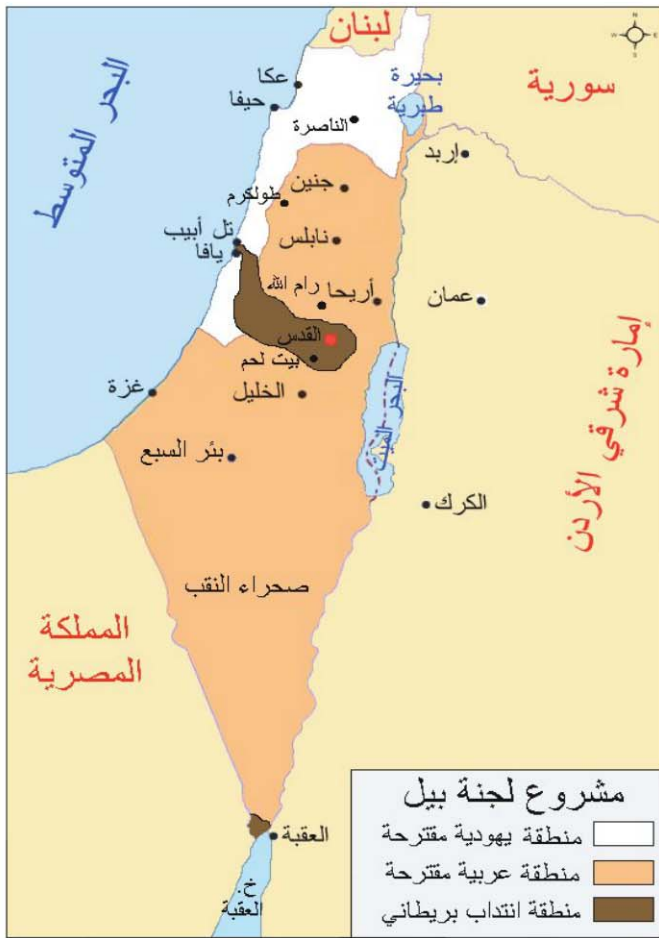 لبنان
N
W E
S
سورية
بحيرة
طبرية
البحر المتوسط
عكا
حيفا
الناصرة
إربد
جنين
طولكرم
نابلس
تل أبيب
يافا
رام الله
أريحا
عمان
القدس
بيت لحم
الخليل
غزة
البحر الميت
إمارة شرقي الأردن
بئر السبع
الكرك
صحراء النقب
المملكة
المصرية
العقبة
خ.
العقبة
مشروع لجنة بيل
منطقة يهودية مقترحة
منطقة عربية مقترحة
منطقة انتداب بريطاني